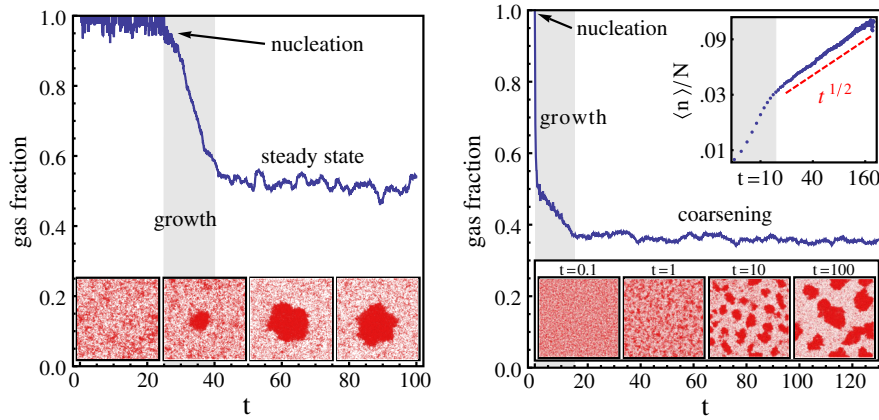 1.0
0.8
0.6
0.4
0.2
0.0
gas fraction
nucleation
steady state
growth
0 20 40 60 80 100
t
1.0
0.8
0.6
0.4
0.2
0.0
gas fraction
nucleation
growth
coarsening
.09
.03
.01
⟨n⟩/N
t^{1/2}
t=10 40 160
t=0.1 t=1 t=10 t=100
0 20 40 60 80 100 120
t